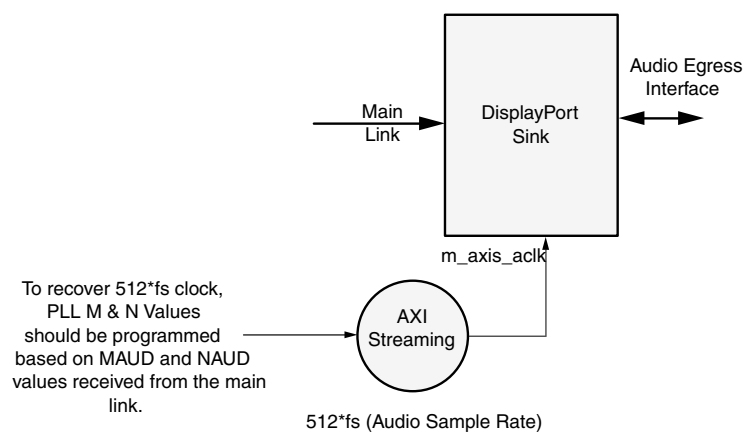 Main
Link
DisplayPort
Sink
Audio Egress
Interface
m_axis_aclk
To recover 512*fs clock,
PLL M & N Values
should be programmed
based on MAUD and NAUD
values received from the main
link.
AXI
Streaming
512*fs (Audio Sample Rate)